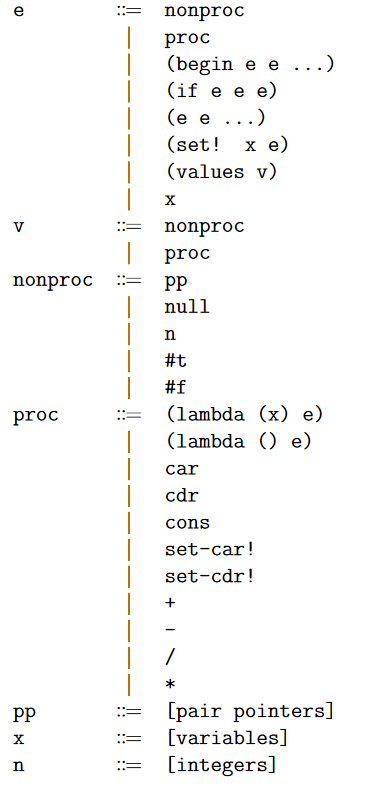 e ::= nonproc
| proc
| (begin e e ...)
| (if e e e)
| (e e ...)
| (set! x e)
| (values v)
| x
v ::= nonproc
| proc
nonproc ::= pp
| null
| n
| #t
| #f
proc ::= (lambda (x) e)
| (lambda () e)
| car
| cdr
| cons
| set-car!
| set-cdr!
| +
| -
| /
| *
pp ::= [pair pointers]
x ::= [variables]
n ::= [integers]